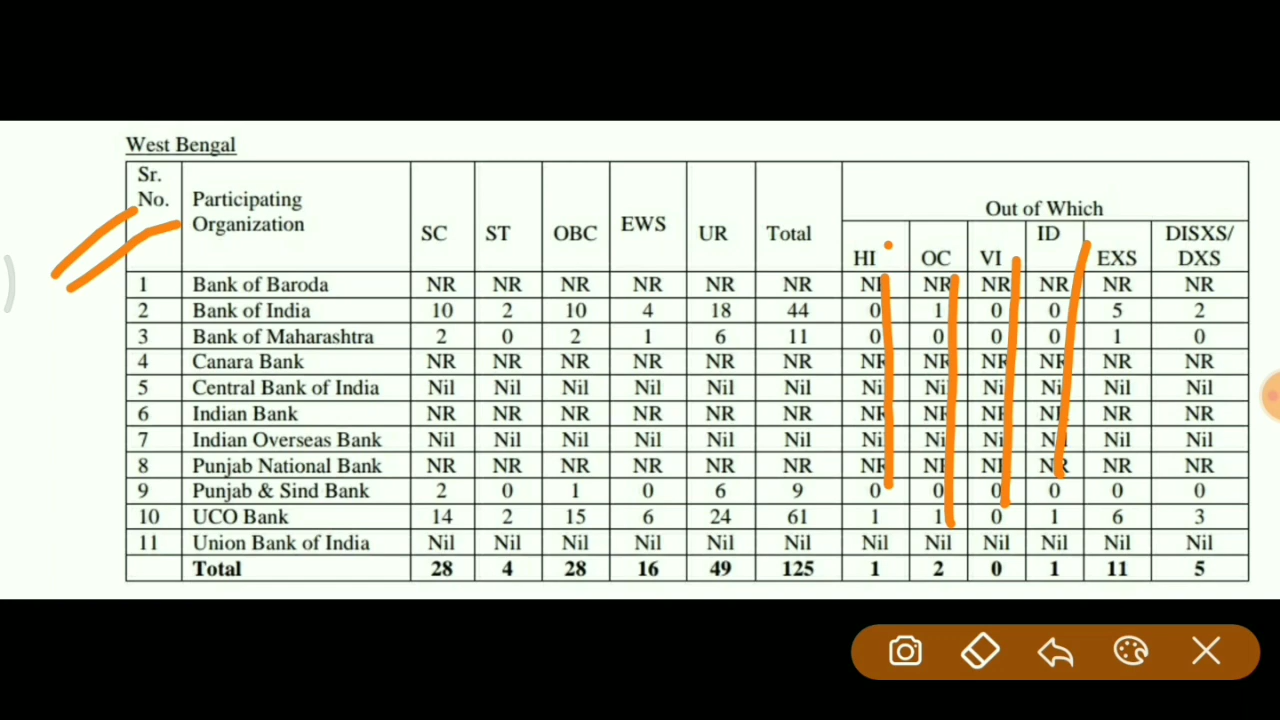 West Bengal
Sr. No. Participating Organization SC ST OBC EWS UR Total Out of Which
HI OC VI ID EXS DISXS/ DXS
1 Bank of Baroda NR NR NR NR NR NR NR NR NR NR NR NR
2 Bank of India 10 2 10 4 18 44 0 1 0 0 5 2
3 Bank of Maharashtra 2 0 2 1 6 11 0 0 0 0 1 0
4 Canara Bank NR NR NR NR NR NR NR NR NR NR NR NR
5 Central Bank of India Nil Nil Nil Nil Nil Nil Nil Nil Nil Nil Nil Nil
6 Indian Bank NR NR NR NR NR NR NR NR NR NR NR NR
7 Indian Overseas Bank Nil Nil Nil Nil Nil Nil Nil Nil Nil Nil Nil Nil
8 Punjab National Bank NR NR NR NR NR NR NR NR NR NR NR NR
9 Punjab & Sind Bank 2 0 1 0 6 9 0 0 0 0 0 0
10 UCO Bank 14 2 15 6 24 61 1 1 0 1 6 3
11 Union Bank of India Nil Nil Nil Nil Nil Nil Nil Nil Nil Nil Nil Nil
Total 28 4 28 16 49 125 1 2 0 1 11 5